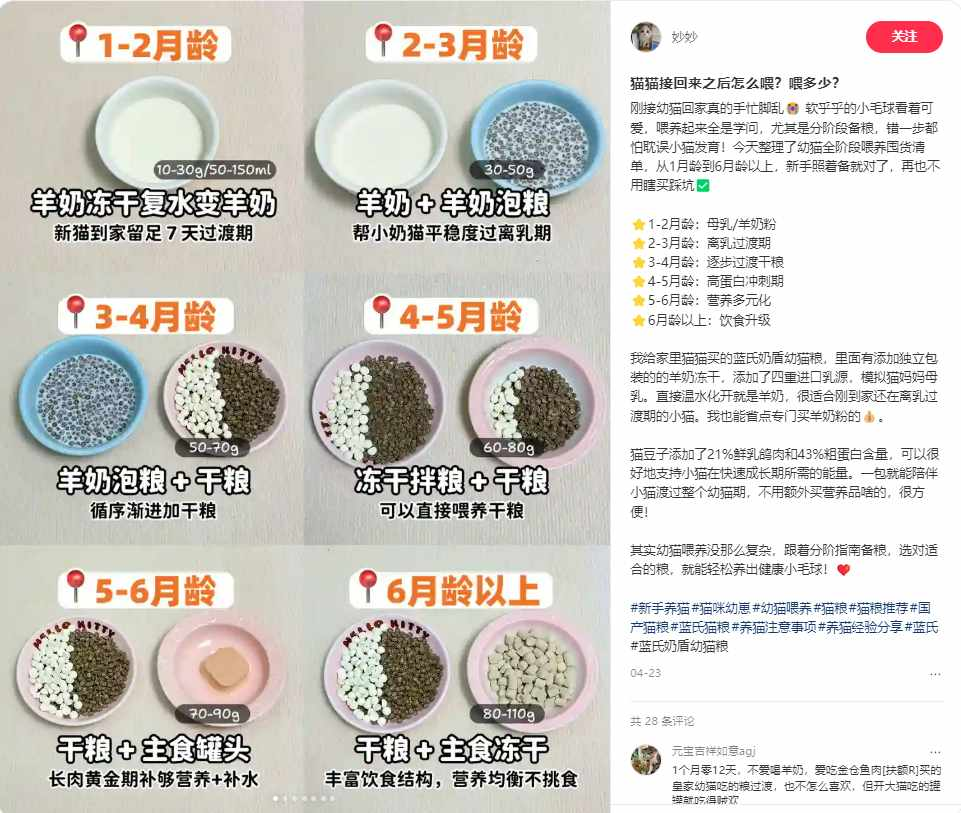 1-2月龄
10-30g/50-150ml
羊奶冻干复水变羊奶
新猫到家留足 7 天过渡期
2-3月龄
30-50g
羊奶 + 羊奶泡粮
帮小奶猫平稳度过离乳期
3-4月龄
HELLO KITTY
50-70g
羊奶泡粮 + 干粮
循序渐进加干粮
4-5月龄
60-80g
冻干拌粮 + 干粮
可以直接喂养干粮
5-6月龄
HELLO KITTY
70-90g
干粮 + 主食罐头
长肉黄金期补够营养+补水
6月龄以上
HELLO KITTY
80-110g
干粮 + 主食冻干
丰富饮食结构，营养均衡不挑食
妙妙
关注
猫猫接回来之后怎么喂？喂多少？
刚接幼猫回家真的手忙脚乱😭 软乎乎的小毛球看着可
爱，喂养起来全是学问，尤其是分阶段备粮，错一步都
怕耽误小猫发育！今天整理了幼猫全阶段喂养囤货清
单，从1月龄到6月龄以上，新手照着备就对了，再也不
用瞎买踩坑✅
⭐1-2月龄：母乳/羊奶粉
⭐2-3月龄：离乳过渡期
⭐3-4月龄：逐步过渡干粮
⭐4-5月龄：高蛋白冲刺期
⭐5-6月龄：营养多元化
⭐6月龄以上：饮食升级
我给家里猫猫买的蓝氏奶盾幼猫粮，里面有添加独立包
装的的羊奶冻干，添加了四重进口乳源，模拟猫妈妈母
乳。直接温水化开就是羊奶，很适合刚到家还在离乳过
渡期的小猫。我也能省点专门买羊奶粉的💰。
猫豆子添加了21%鲜乳鸽肉和43%粗蛋白含量，可以很
好地支持小猫在快速成长期所需的能量。一包就能陪伴
小猫渡过整个幼猫期，不用额外买营养品啥的，很方
便！
其实幼猫喂养没那么复杂，跟着分阶指南备粮，选对适
合的粮，就能轻松养出健康小毛球！❤️
#新手养猫 #猫咪幼崽 #幼猫喂养 #猫粮 #猫粮推荐 #国
产猫粮 #蓝氏猫粮 #养猫注意事项 #养猫经验分享 #蓝氏
#蓝氏奶盾幼猫粮
04-23
共 28 条评论
元宝吉祥如意agj
1个月零12天，不爱喝羊奶，爱吃金仓鱼肉[扶额R]买的
皇家幼猫吃的粮过渡，也不怎么喜欢，但开大猫吃的罐
罐就吃得贼欢